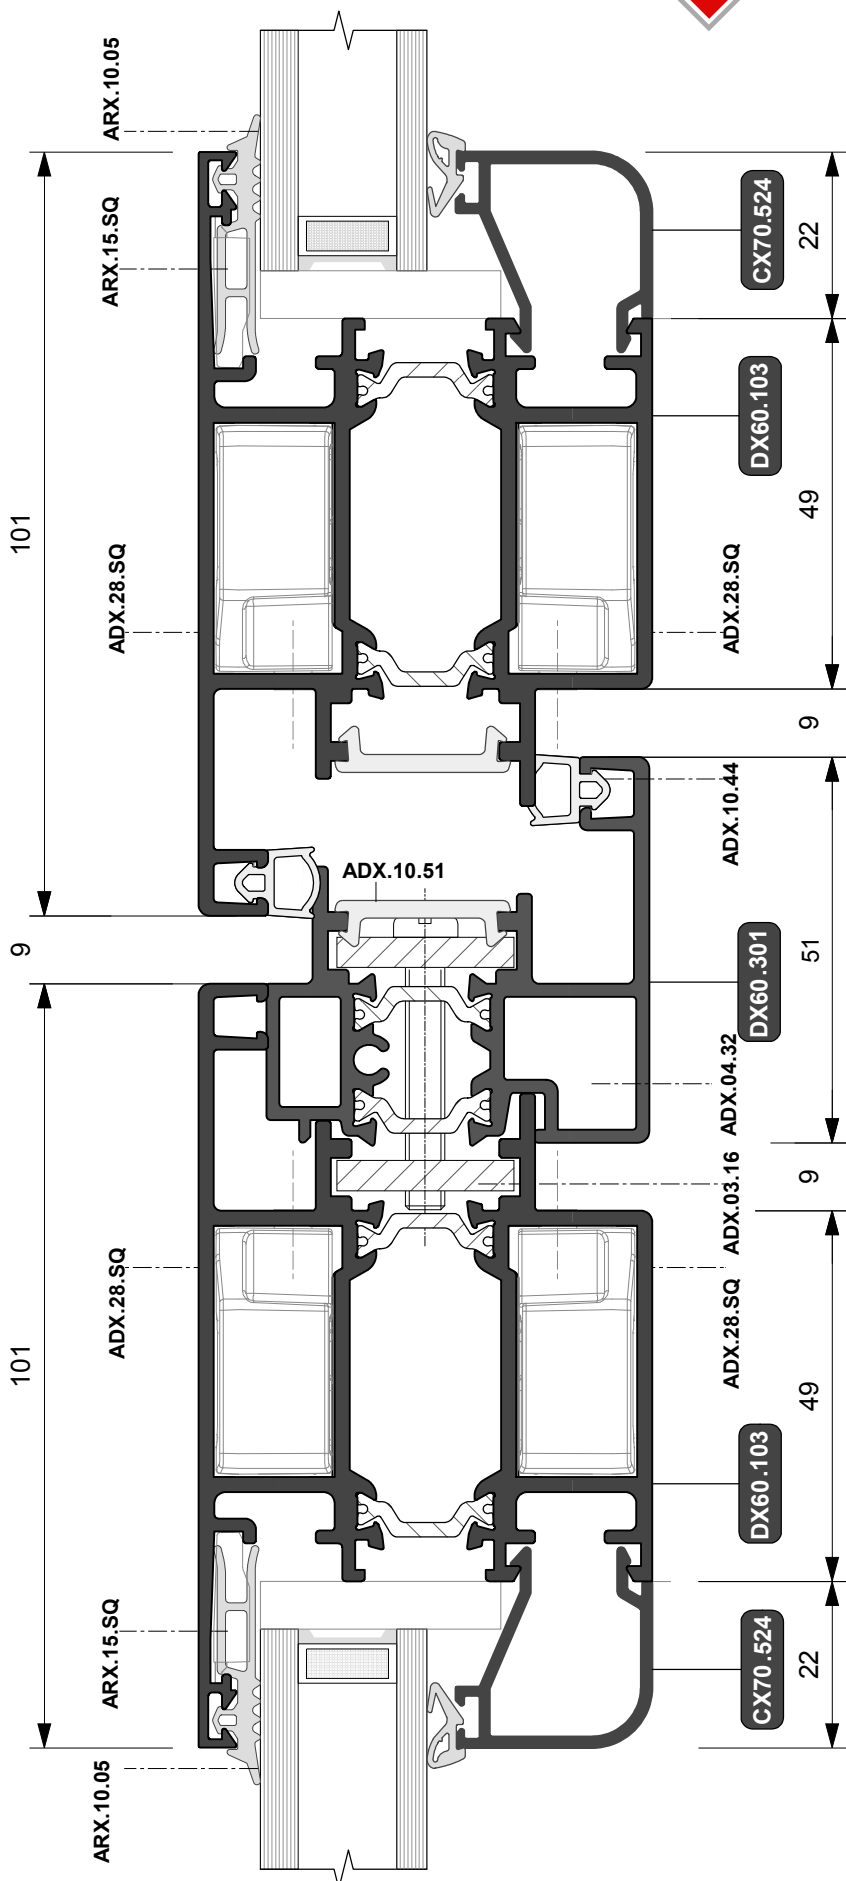 ARX.10.05
ARX.15.SQ
CX70.524
22
DX60.103
101
49
ADX.28.SQ
ADX.28.SQ
9
ADX.10.44
ADX.10.51
9
DX60.301
51
ADX.04.32
ADX.03.16
9
ADX.28.SQ
ADX.28.SQ
101
49
DX60.103
ARX.15.SQ
CX70.524
22
ARX.10.05